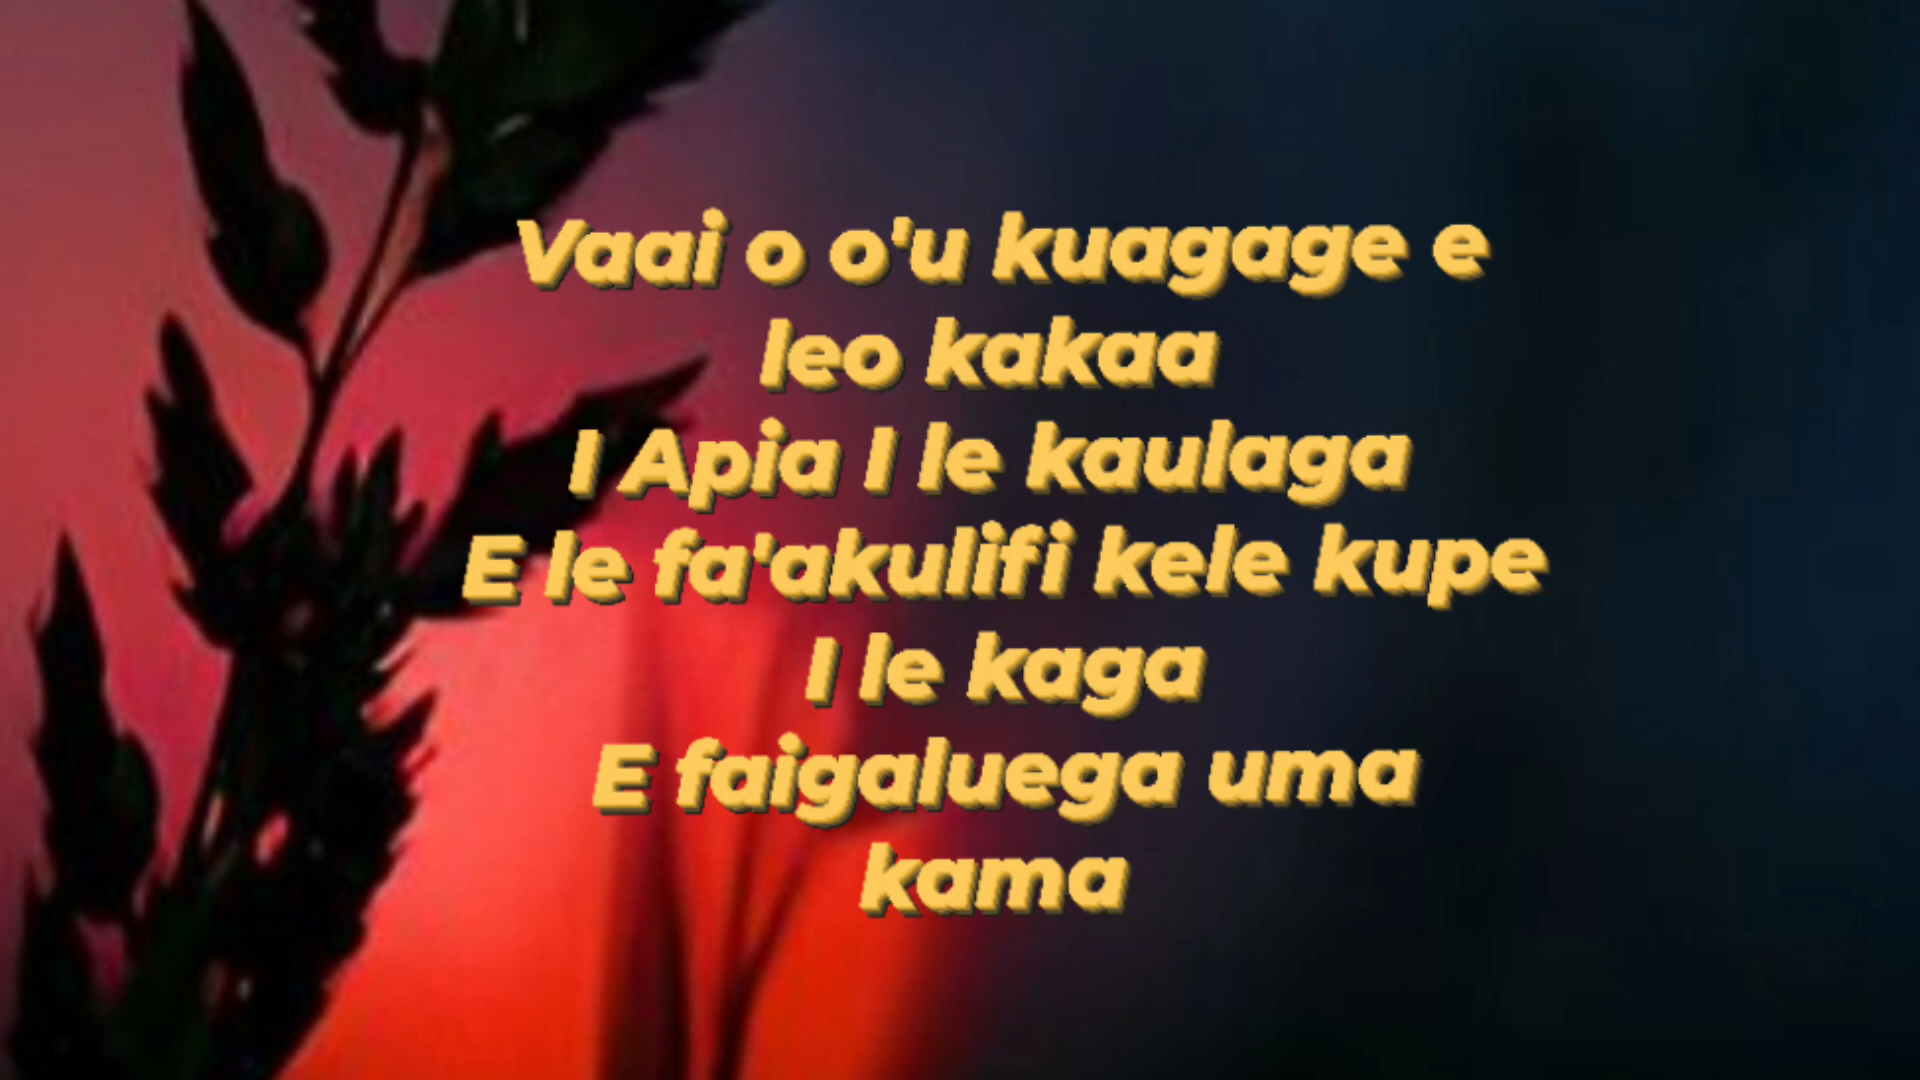 Vaai o o'u kuagage e
leo kakaa
I Apia I le kaulaga
E le fa'akulifi kele kupe
I le kaga
E faigaluega uma
kama